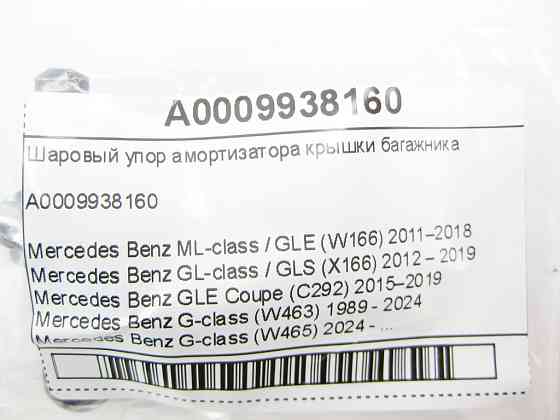 A0009938160
Шаровый упор амортизатора крышки багажника
A0009938160
Mercedes Benz ML-class / GLE (W166) 2011–2018
Mercedes Benz GL-class / GLS (X166) 2012 – 2019
Mercedes Benz GLE Coupe (C292) 2015–2019
Mercedes Benz G-class (W463) 1989 - 2024
Mercedes Benz G-class (W465) 2024 - ...